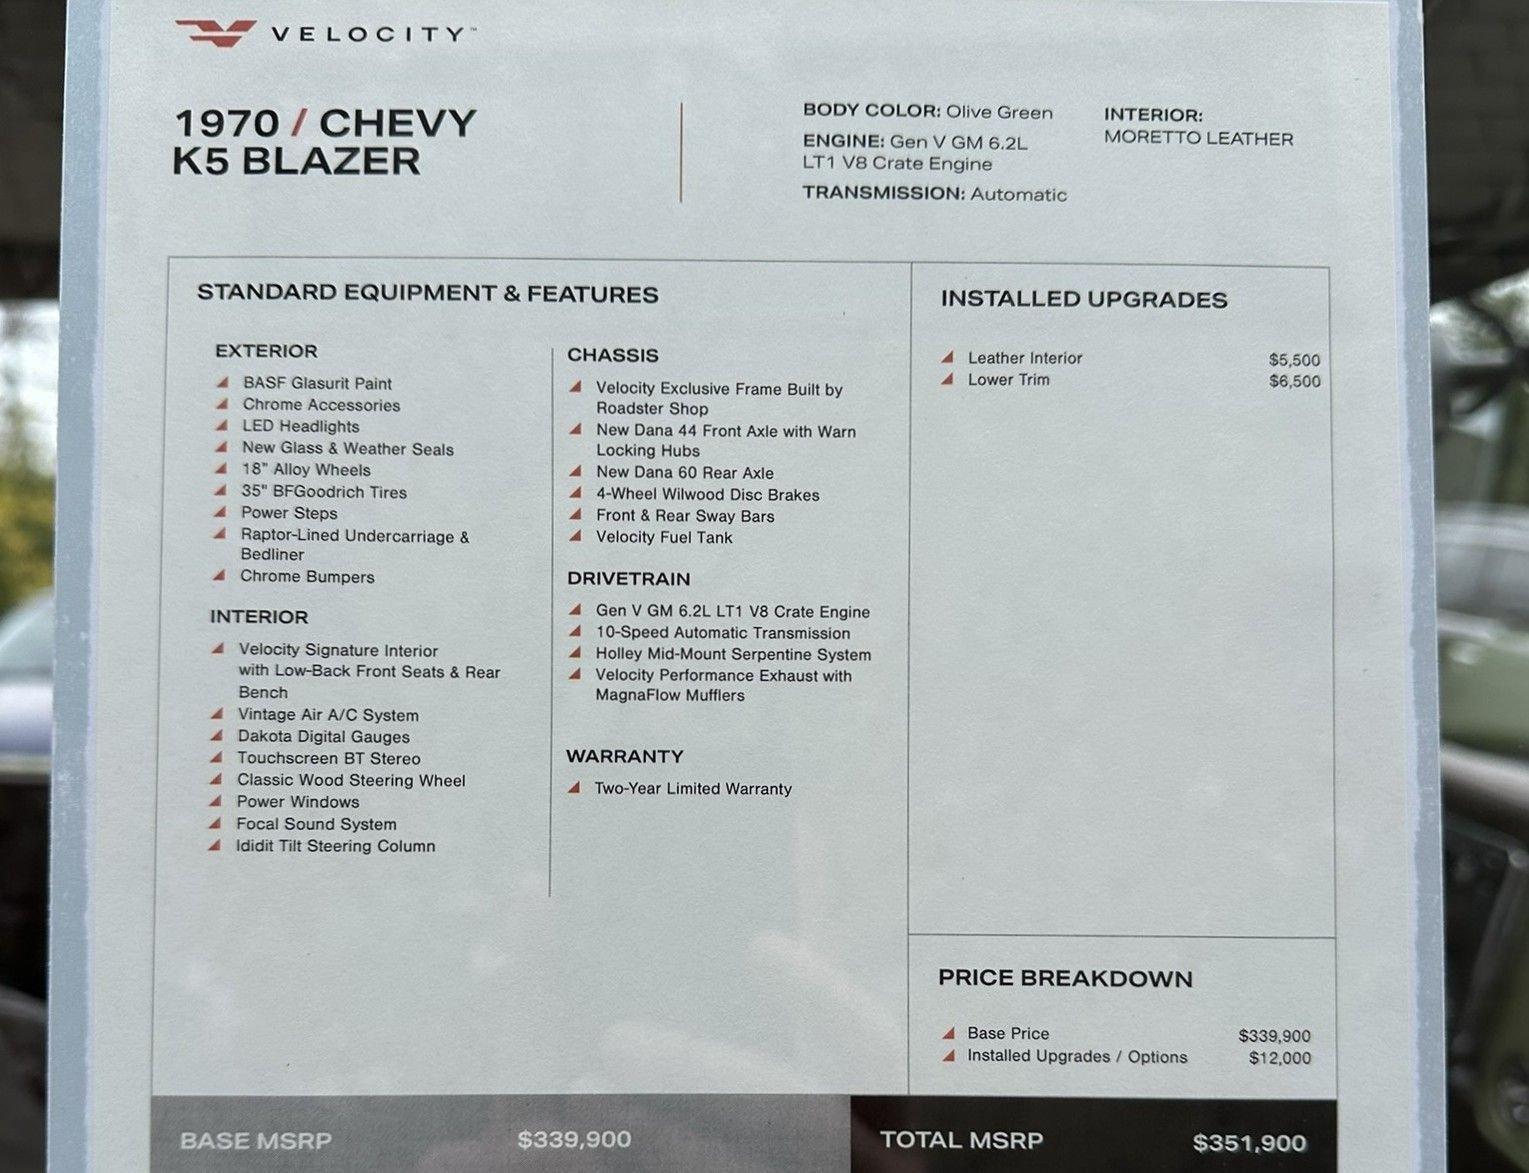 VELOCITY™
1970 / CHEVY
K5 BLAZER
BODY COLOR: Olive Green
ENGINE: Gen V GM 6.2L
LT1 V8 Crate Engine
TRANSMISSION: Automatic
INTERIOR:
MORETTO LEATHER
STANDARD EQUIPMENT & FEATURES
EXTERIOR
BASF Glasurit Paint
Chrome Accessories
LED Headlights
New Glass & Weather Seals
18" Alloy Wheels
35" BFGoodrich Tires
Power Steps
Raptor-Lined Undercarriage &
Bedliner
Chrome Bumpers
INTERIOR
Velocity Signature Interior
with Low-Back Front Seats & Rear
Bench
Vintage Air A/C System
Dakota Digital Gauges
Touchscreen BT Stereo
Classic Wood Steering Wheel
Power Windows
Focal Sound System
Ididit Tilt Steering Column
CHASSIS
Velocity Exclusive Frame Built by
Roadster Shop
New Dana 44 Front Axle with Warn
Locking Hubs
New Dana 60 Rear Axle
4-Wheel Wilwood Disc Brakes
Front & Rear Sway Bars
Velocity Fuel Tank
DRIVETRAIN
Gen V GM 6.2L LT1 V8 Crate Engine
10-Speed Automatic Transmission
Holley Mid-Mount Serpentine System
Velocity Performance Exhaust with
MagnaFlow Mufflers
WARRANTY
Two-Year Limited Warranty
INSTALLED UPGRADES
Leather Interior $5,500
Lower Trim $6,500
PRICE BREAKDOWN
Base Price $339,900
Installed Upgrades / Options $12,000
BASE MSRP $339,900
TOTAL MSRP $351,900